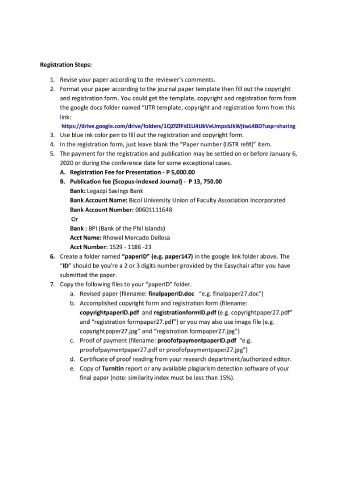 Registration Steps:
1. Revise your paper according to the reviewer's comments.
2. Format your paper according to the journal paper template then fill out the copyright
and registration form. You could get the template, copyright and registration form from
the google docs folder named "IJTR template, copyright and registration form from this
link:
3. Use blue ink color pen to fill out the registration and copyright form.
4. In the registration form, just leave blank the "Paper number (IJSTR ref#)" item.
5. The payment for the registration and publication may be settled on or before January 6,
2020 or during the conference date for some exceptional cases.
A. Registration Fee for Presentation - P 5,000.00
B. Publication fee (Scopus-indexed Journal) - P 13, 750.00
Bank: Legazpi Savings Bank
Bank Account Name: Bicol University Union of Faculty Association Incorporated
Bank Account Number: 00601111648
Or
Bank : BPI (Bank of the Phil Islands)
Acct Name: Rhowel Mercado Dellosa
Acct Number: 1529 - 1186 -23
6. Create a folder named "paperID" (e.g. paper147) in the google link folder above. The
"ID" should be you're a 2 or 3 digits number provided by the Easychair after you have
submitted the paper.
7. Copy the following files to your "paperID" folder.
a. Revised paper (filename: finalpaperID.doc "e.g. finalpaper27.doc")
b. Accomplished copyright form and registration form (filename:
copyrightpaperID.pdf and registrationformID.pdf (e.g. copyrightpaper27.pdf"
and "registration formpaper27.pdf") or you may also use image file (e.g.
copyrightpaper27.jpg" and "registration formpaper27.jpg")
c. Proof of payment (filename: proofofpaymentpaperID.pdf "e.g.
proofofpaymentpaper27.pdf or proofofpaymentpaper27.jpg")
d. Certificate of proof reading from your research department/authorized editor.
e. Copy of Turnitin report or any available plagiarism detection software of your
final paper (note: similarity index must be less than 15%).